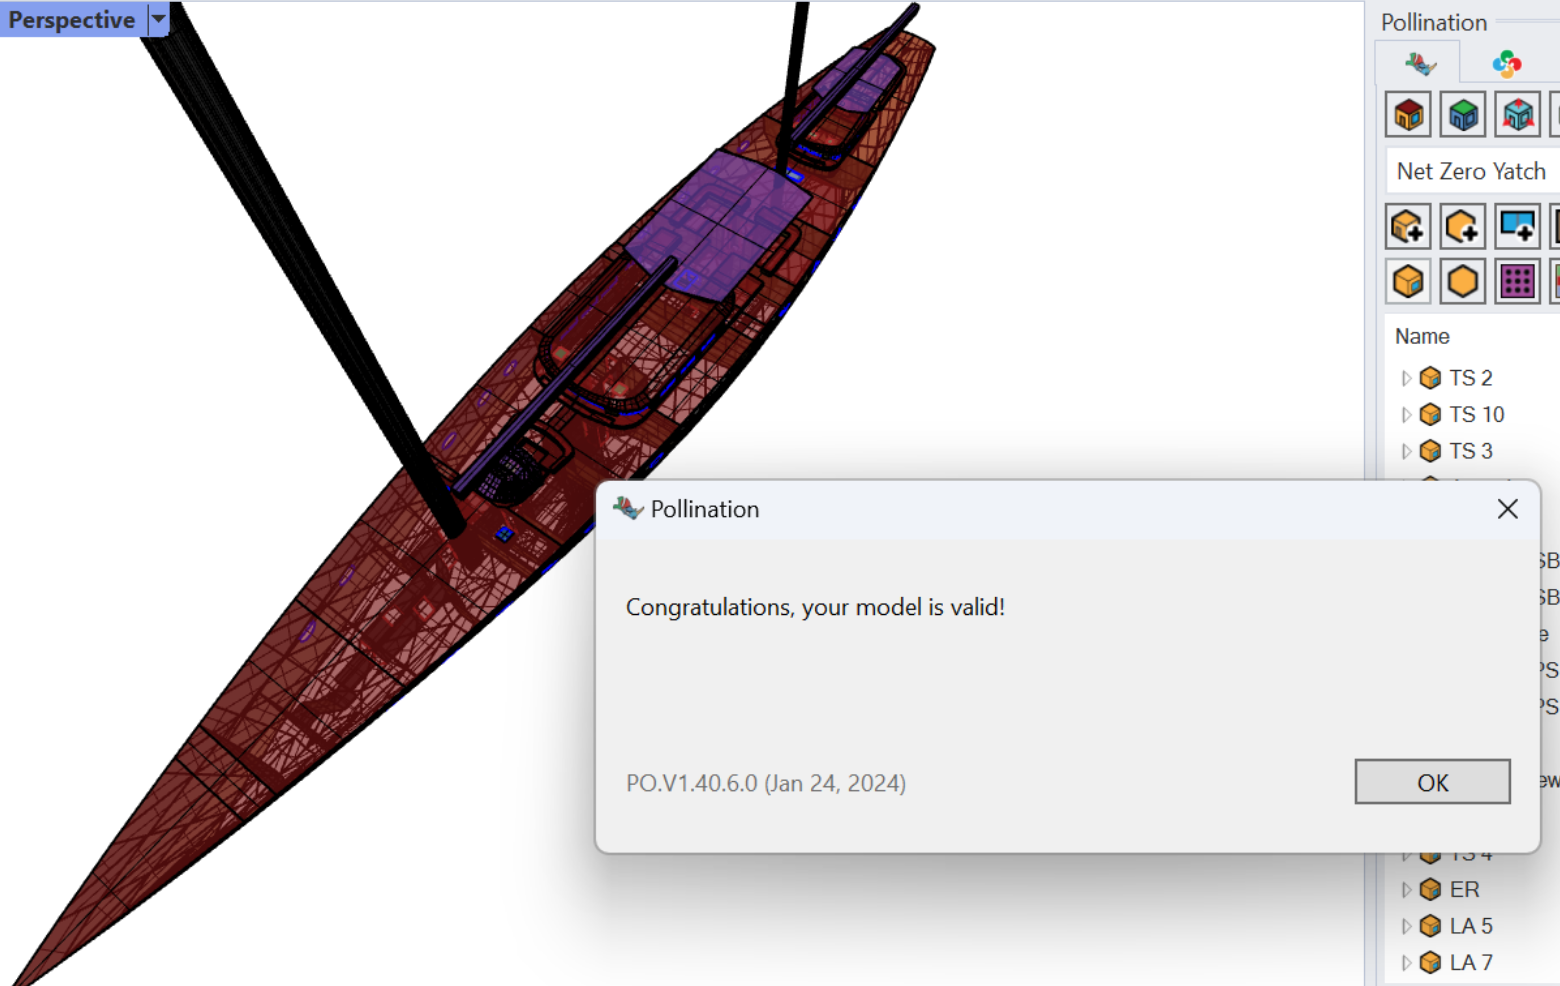 Perspective
Pollination
Net Zero Yatch
Name
TS 2
TS 10
TS 3
Pollination
Congratulations, your model is valid!
PO.V1.40.6.0 (Jan 24, 2024)
OK
SB
SB
e
PS
PS
ew
TS 4
ER
LA 5
LA 7